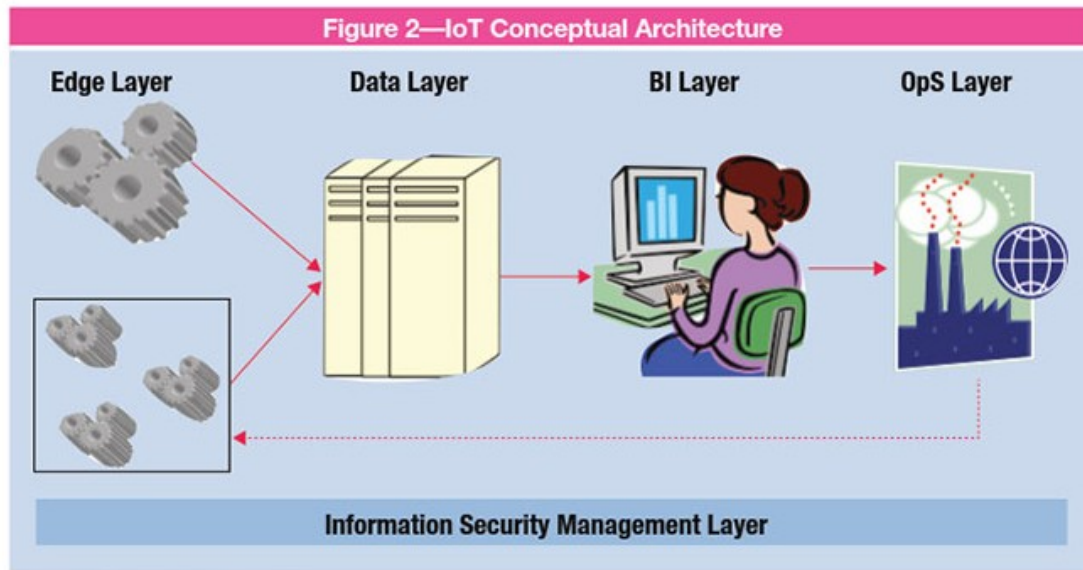 Figure 2—IoT Conceptual Architecture
Edge Layer
Data Layer
BI Layer
OpS Layer
Information Security Management Layer